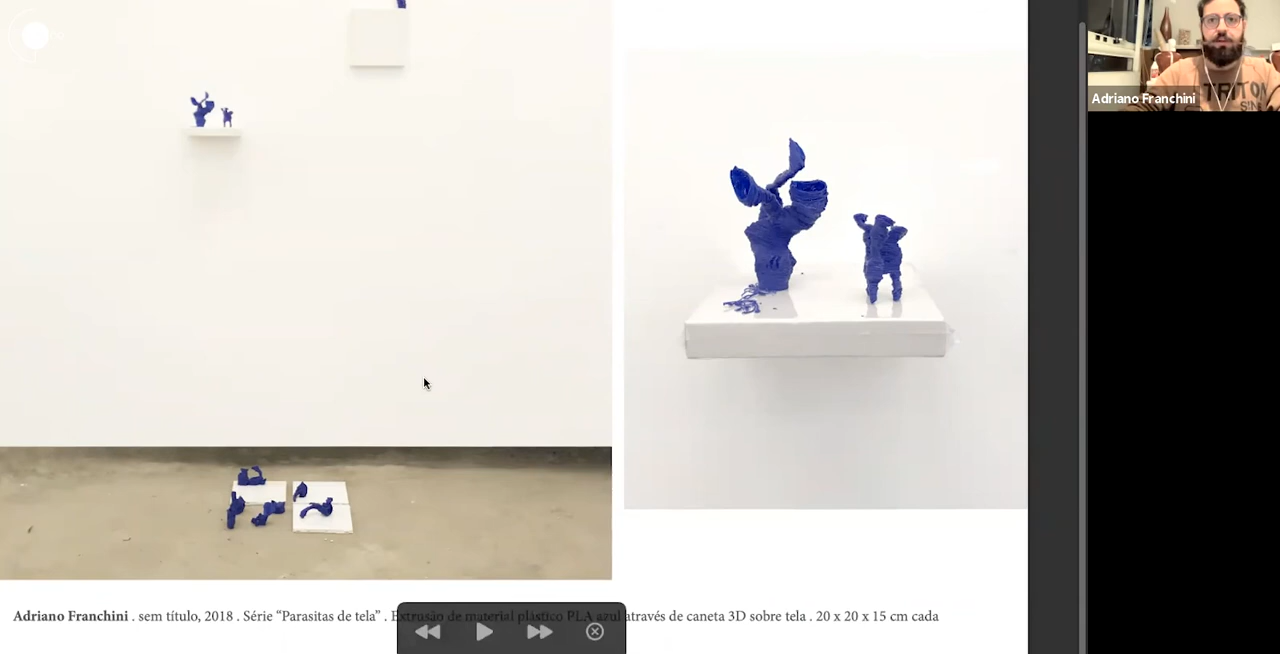 Adriano Franchini
TRITON
Adriano Franchini . sem título, 2018 . Série “Parasitas de tela” . Extrusão de material plástico PLA azul através de caneta 3D sobre tela . 20 x 20 x 15 cm cada